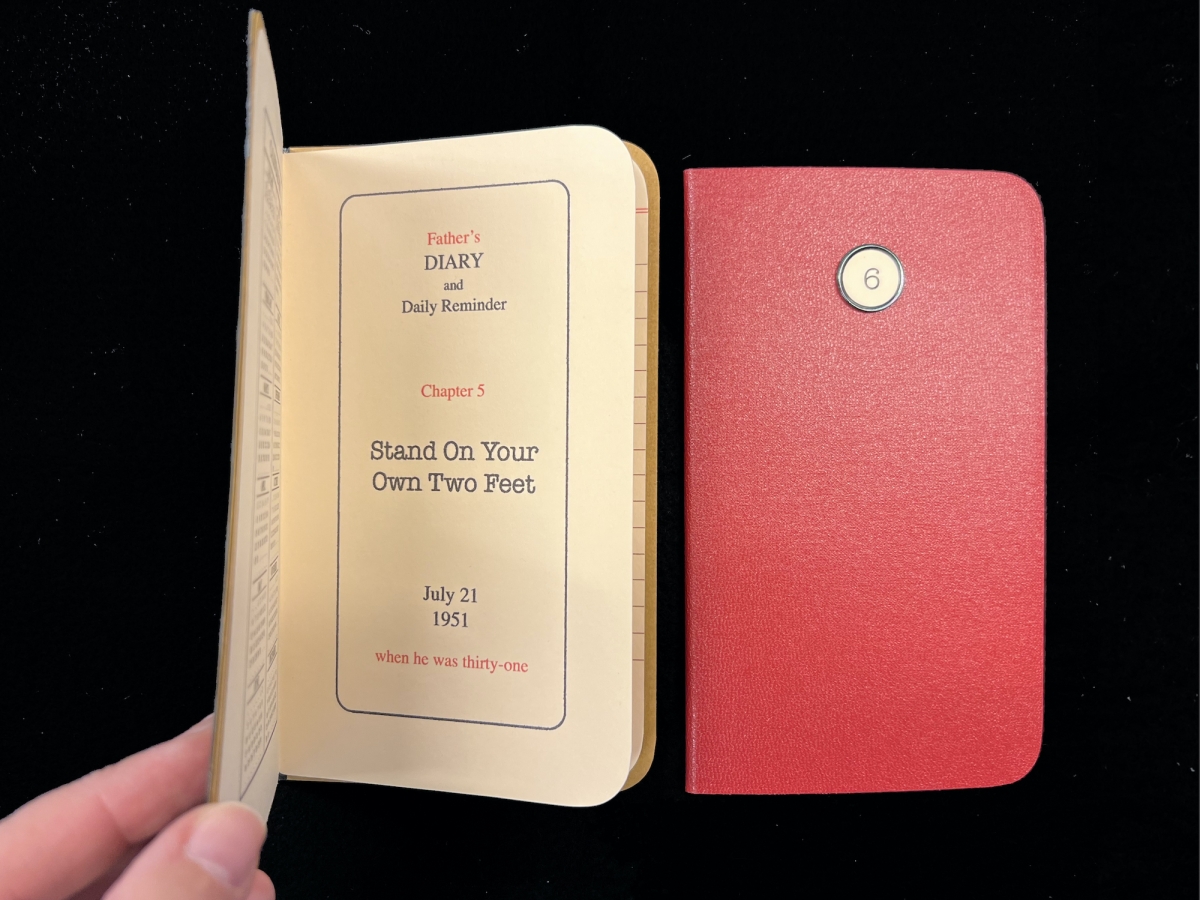 Father's
DIARY
and
Daily Reminder
Chapter 5
Stand On Your
Own Two Feet
July 21
1951
when he was thirty-one
6